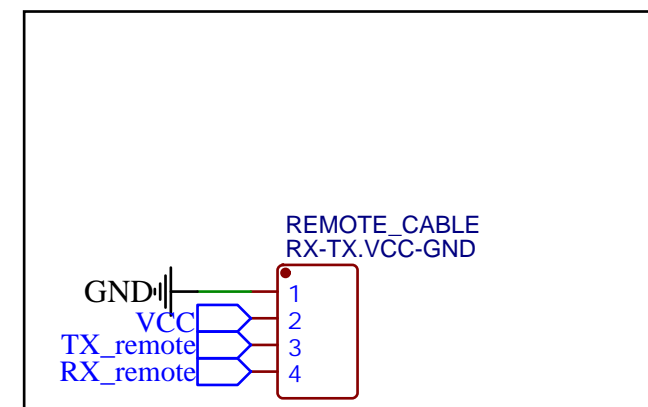 REMOTE_CABLE
RX-TX.VCC-GND
GND 1
VCC 2
TX_remote 3
RX_remote 4